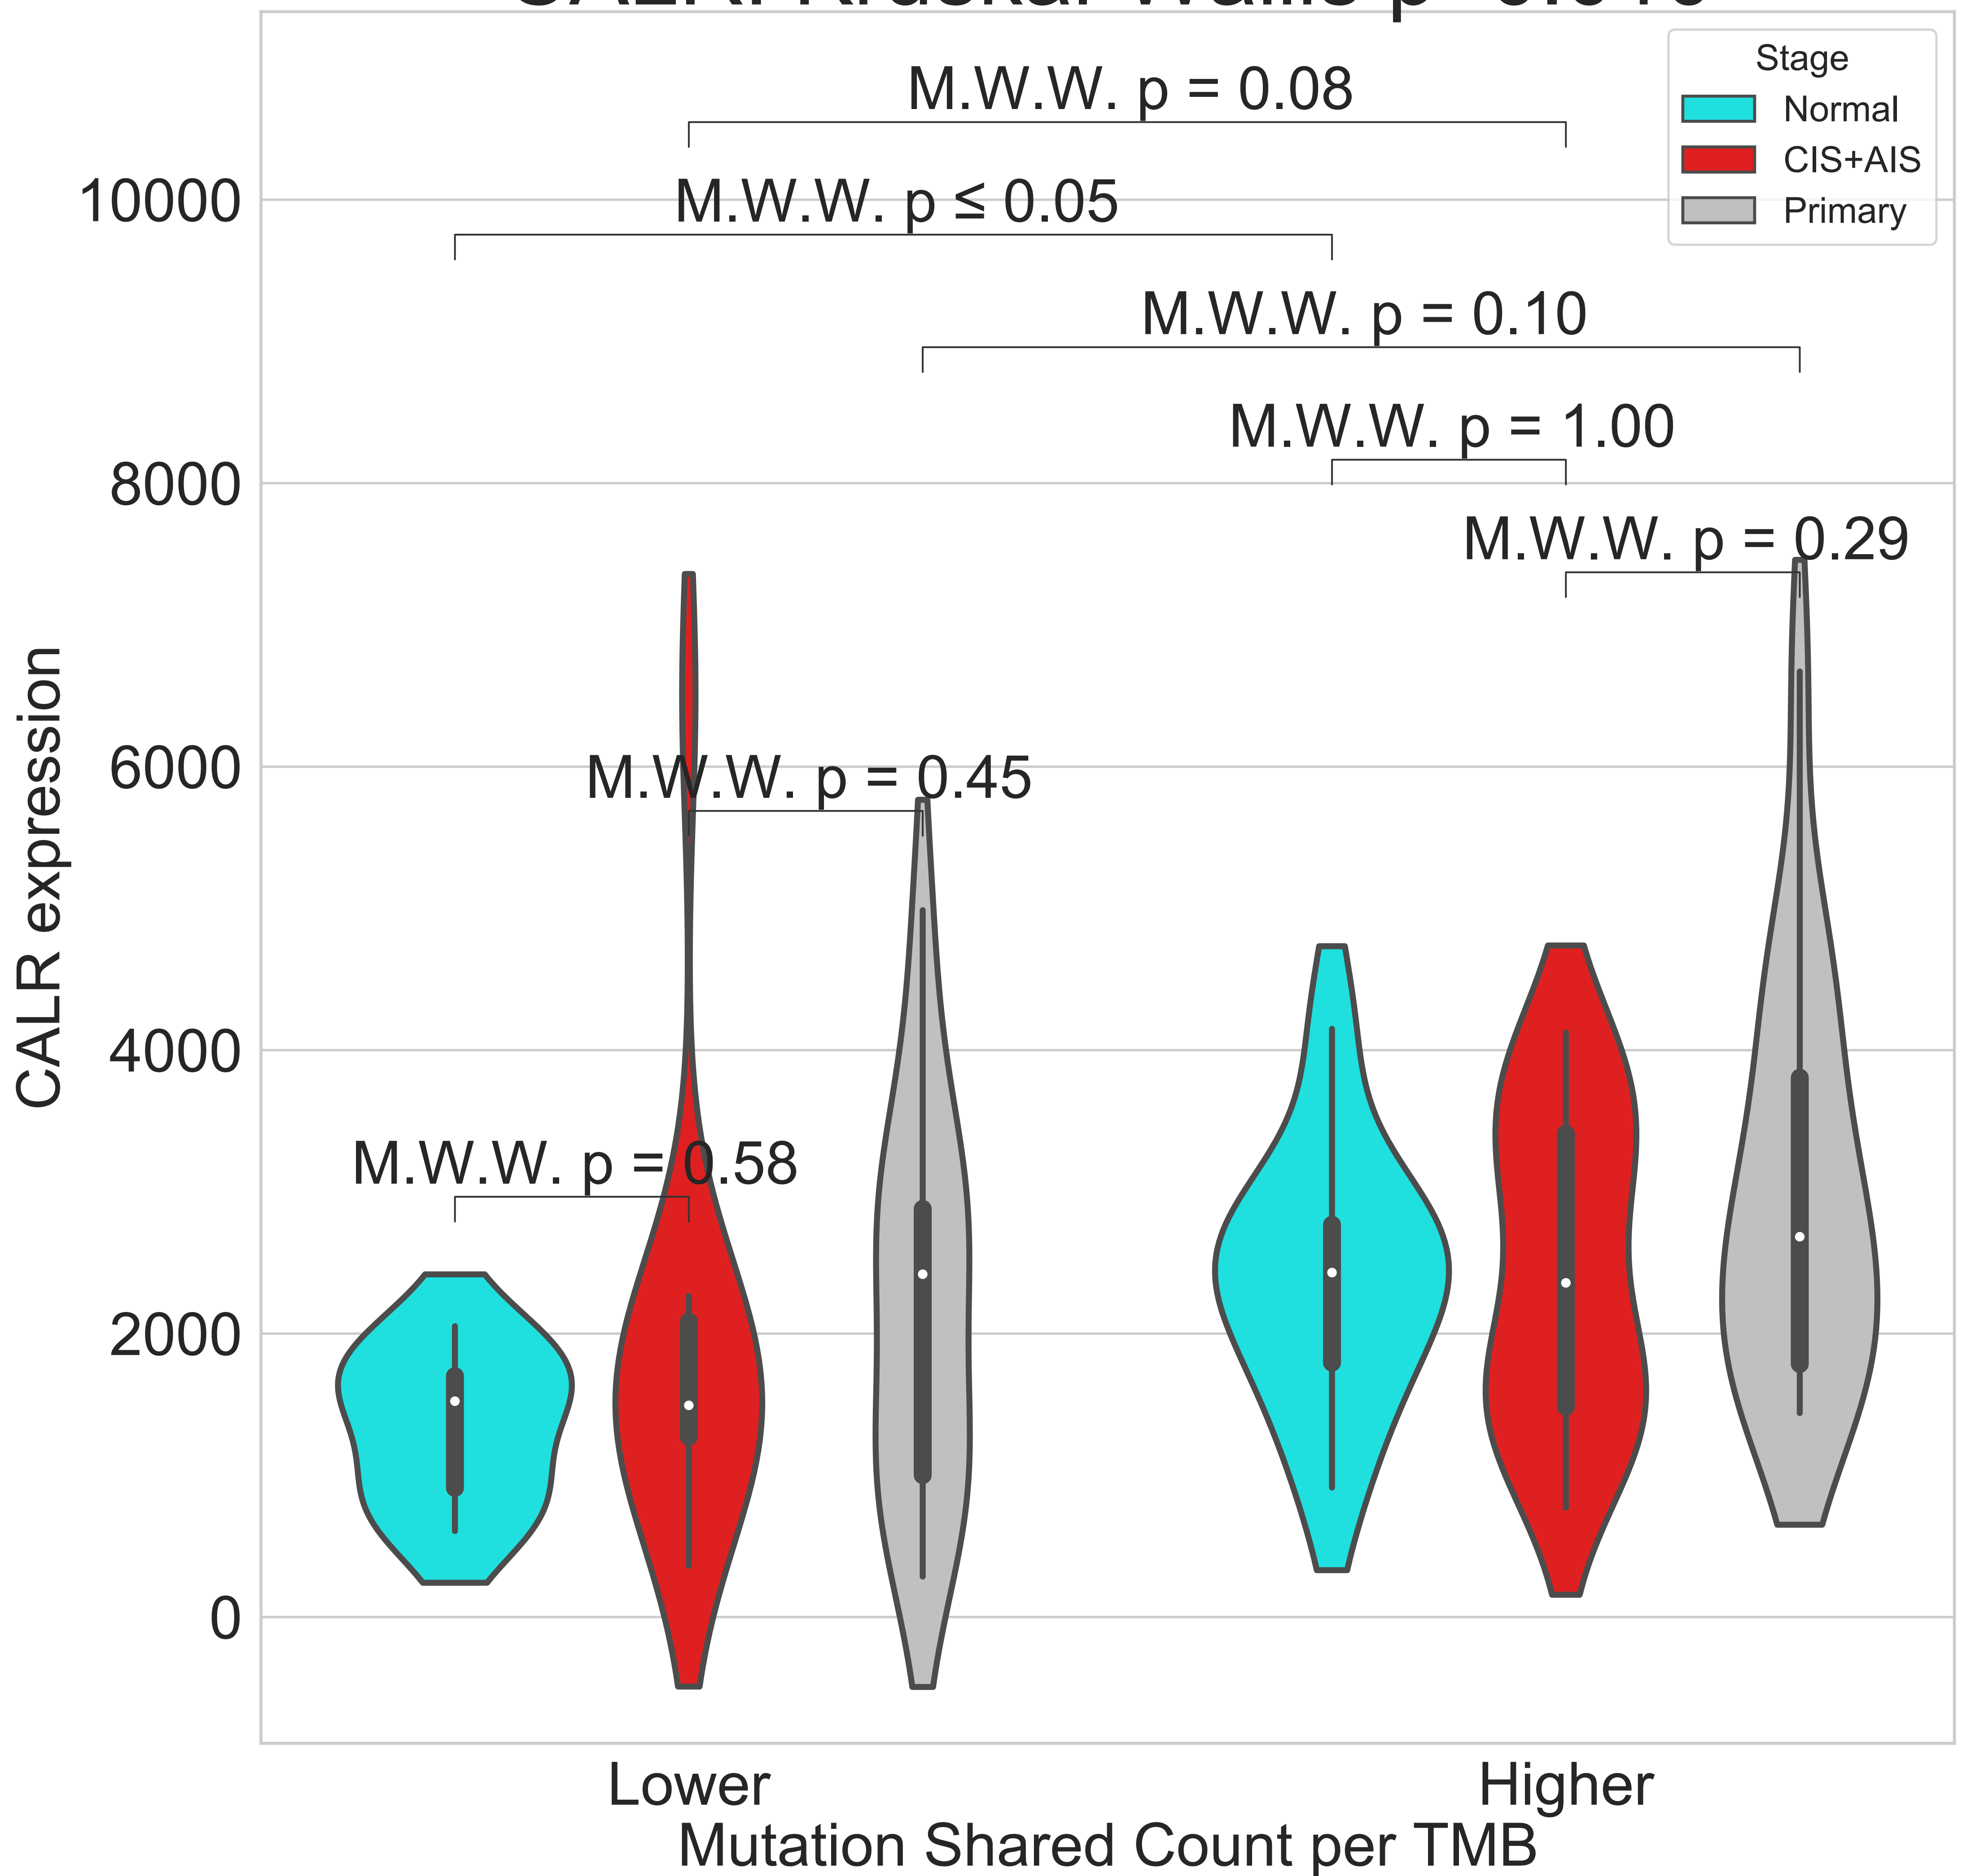 Stage
Normal
CIS+AIS
Primary
M.W.W. p = 0.08
M.W.W. p ≤ 0.05
M.W.W. p = 0.10
M.W.W. p = 1.00
M.W.W. p = 0.29
M.W.W. p = 0.45
M.W.W. p = 0.58
10000
8000
6000
4000
2000
0
CALR expression
Lower
Higher
Mutation Shared Count per TMB